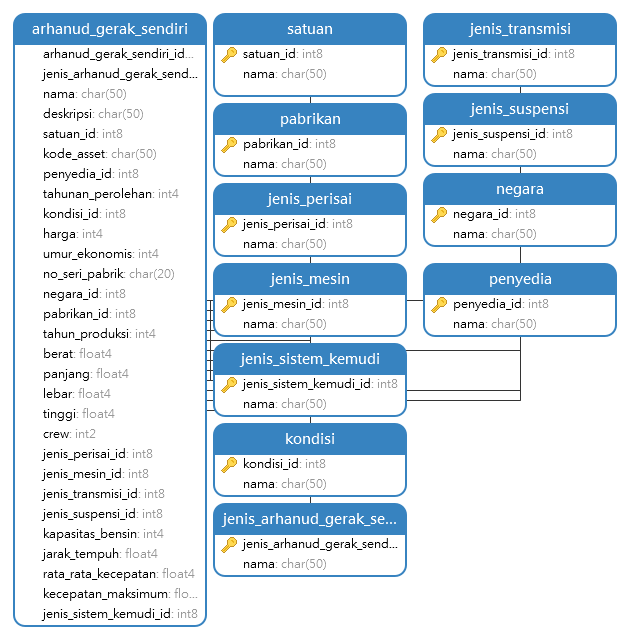 arhanud_gerak_sendiri
arhanud_gerak_sendiri_id...
jenis_arhanud_gerak_send...
nama: char(50)
deskripsi: char(50)
satuan_id: int8
kode_asset: char(50)
penyedia_id: int8
tahunan_perolehan: int4
kondisi_id: int8
harga: int4
umur_ekonomis: int4
no_seri_pabrik: char(20)
negara_id: int8
pabrikan_id: int8
tahun_produksi: int4
berat: float4
panjang: float4
lebar: float4
tinggi: float4
crew: int2
jenis_perisai_id: int8
jenis_mesin_id: int8
jenis_transmisi_id: int8
jenis_suspensi_id: int8
kapasitas_bensin: int4
jarak_tempuh: float4
rata_rata_kecepatan: float4
kecepatan_maksimum: flo...
jenis_sistem_kemudi_id: int8
satuan
satuan_id: int8
nama: char(50)
pabrikan
pabrikan_id: int8
nama: char(50)
jenis_perisai
jenis_perisai_id: int8
nama: char(50)
jenis_mesin
jenis_mesin_id: int8
nama: char(50)
jenis_sistem_kemudi
jenis_sistem_kemudi_id: int8
nama: char(50)
kondisi
kondisi_id: int8
nama: char(50)
jenis_arhanud_gerak_se...
jenis_arhanud_gerak_send...
nama: char(50)
jenis_transmisi
jenis_transmisi_id: int8
nama: char(50)
jenis_suspensi
jenis_suspensi_id: int8
nama: char(50)
negara
negara_id: int8
nama: char(50)
penyedia
penyedia_id: int8
nama: char(50)